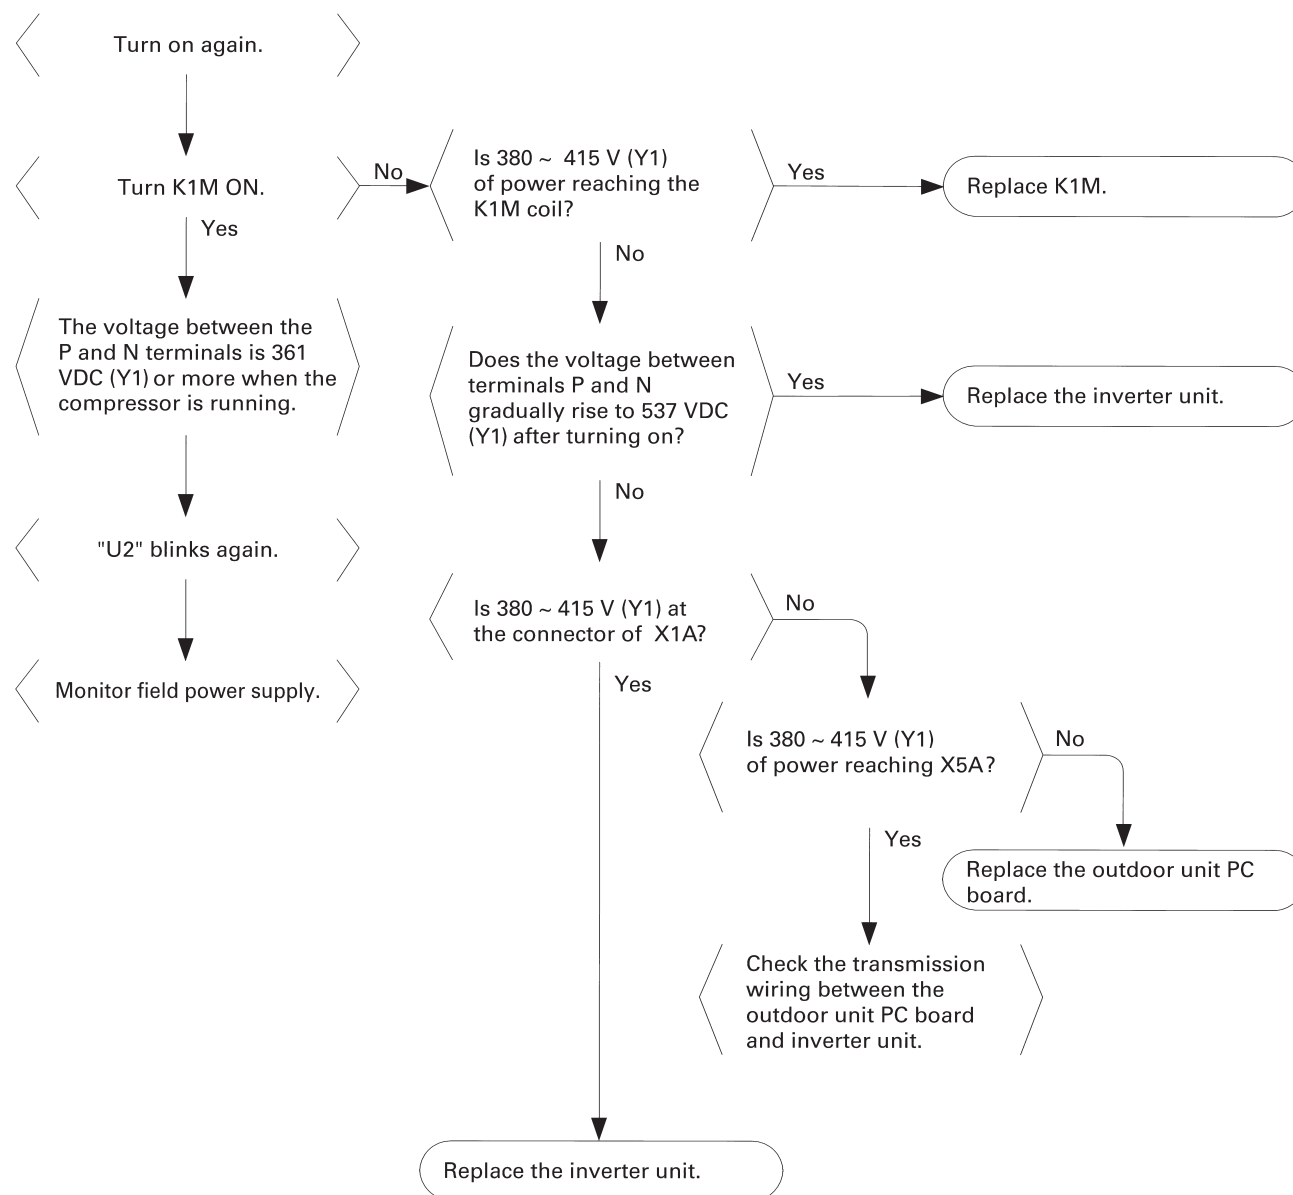 Turn on again.
Turn K1M ON.
No
Yes
Is 380 ~ 415 V (Y1)
of power reaching the
K1M coil?
Yes
Replace K1M.
No
The voltage between the
P and N terminals is 361
VDC (Y1) or more when the
compressor is running.
Does the voltage between
terminals P and N
gradually rise to 537 VDC
(Y1) after turning on?
Yes
Replace the inverter unit.
No
"U2" blinks again.
Is 380 ~ 415 V (Y1) at
the connector of X1A?
No
Yes
Monitor field power supply.
Is 380 ~ 415 V (Y1)
of power reaching X5A?
No
Yes
Replace the outdoor unit PC
board.
Check the transmission
wiring between the
outdoor unit PC board
and inverter unit.
Replace the inverter unit.